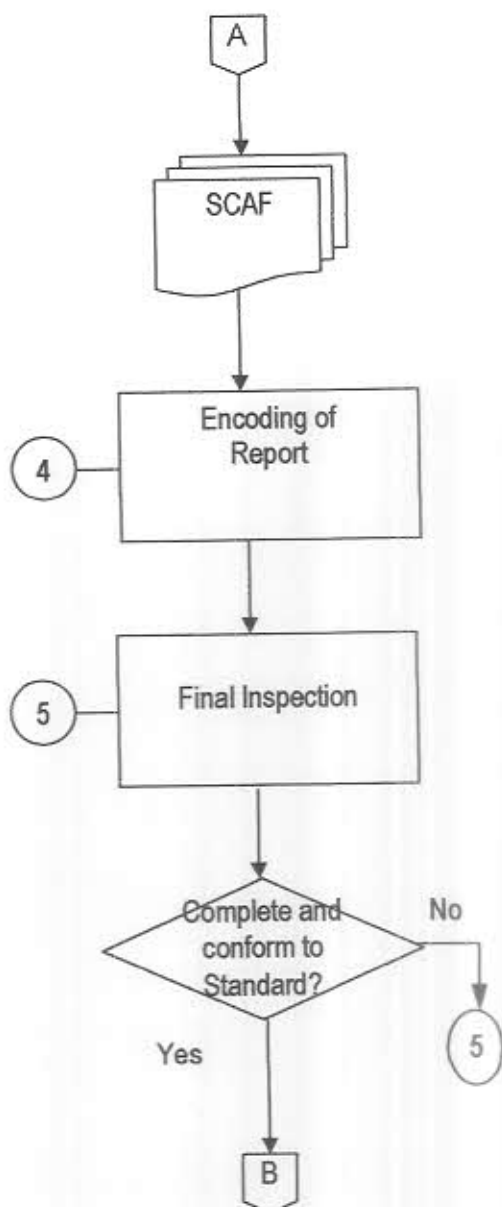 A
SCAF
Encoding of
Report
4
Final Inspection
5
Complete and
conform to
Standard?
No
5
Yes
B